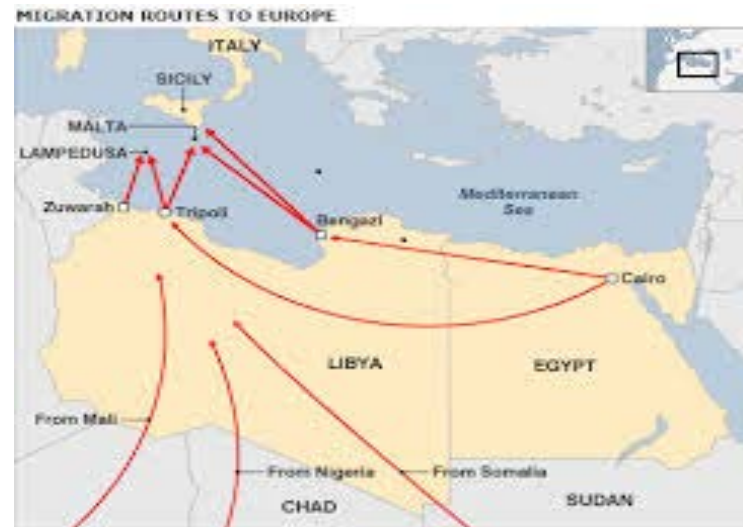 MIGRATION ROUTES TO EUROPE
ITALY
SICILY
MALTA
LAMPEDUSA
Zuwarah
Tripoli
Bengazi
Mediterranean
Sea
Cairo
LIBYA
EGYPT
From Mali
From Nigeria
From Somalia
CHAD
SUDAN